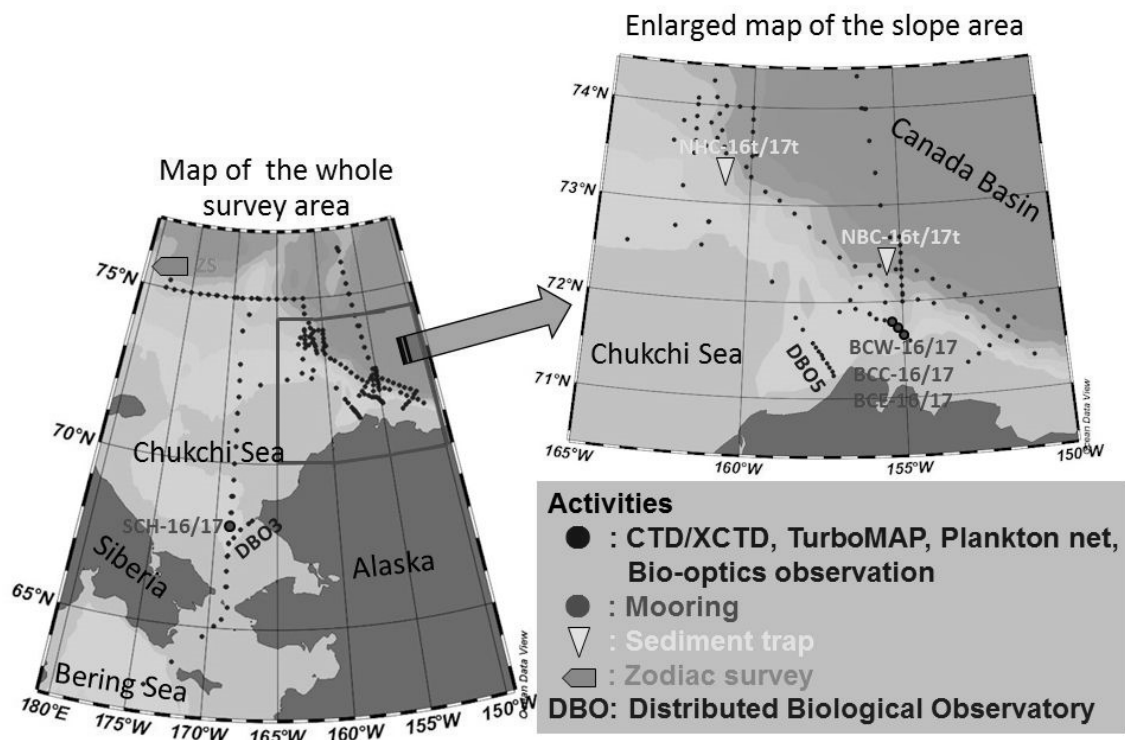 Enlarged map of the slope area
74°N
73°N
72°N
71°N
165°W
160°W
155°W
150°W
NHC-16t/17t
Canada Basin
NBC-16t/17t
Chukchi Sea
DBO5
BCW-16/17
BCC-16/17
BCE-16/17
Ocean Data View
Map of the whole
survey area
75°N
70°N
65°N
ZS
Chukchi Sea
SCH-16/17
DBO3
Siberia
Alaska
Bering Sea
180°E
175°W
170°W
165°W
160°W
155°W
150°W
Ocean Data View
Activities
: CTD/XCTD, TurboMAP, Plankton net,
Bio-optics observation
: Mooring
: Sediment trap
: Zodiac survey
DBO: Distributed Biological Observatory